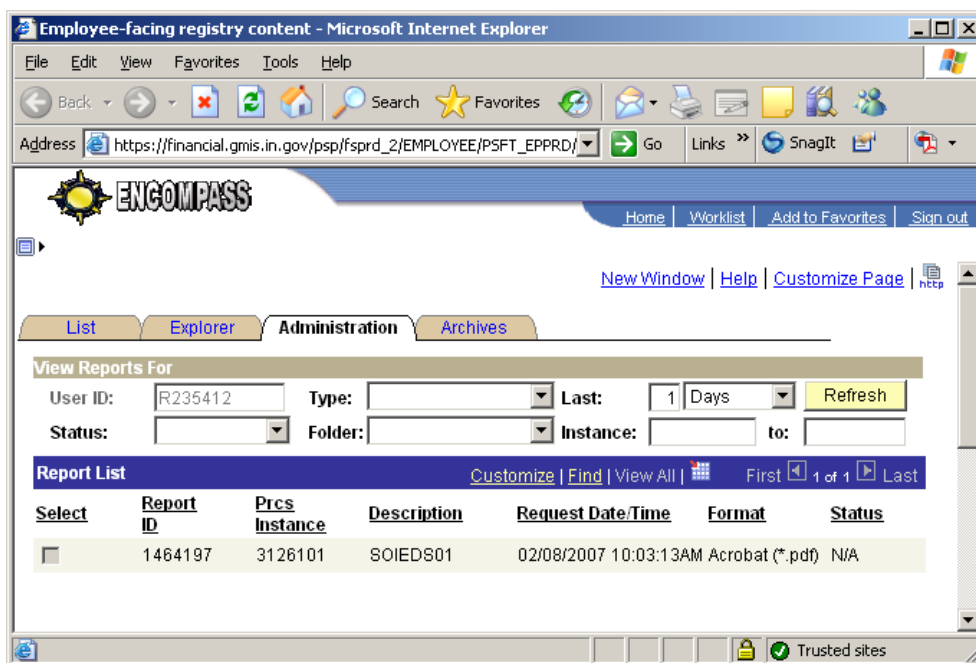 Employee-facing registry content - Microsoft Internet Explorer
File Edit View Favorites Tools Help
Back Search Favorites
Address https://financial.gmis.in.gov/psp/fsprd_2/EMPLOYEE/PSFT_EPPRD/ Go Links » SnagIt
ENCOMPASS
Home Worklist Add to Favorites Sign out
New Window | Help | Customize Page | http
List Explorer Administration Archives
View Reports For
User ID: R235412 Type: Last: 1 Days Refresh
Status: Folder: Instance: to:
Report List Customize | Find | View All | First 1 of 1 Last
Select Report ID Prcs Instance Description Request Date/Time Format Status
1464197 3126101 SOIEDS01 02/08/2007 10:03:13AM Acrobat (*.pdf) N/A
Trusted sites